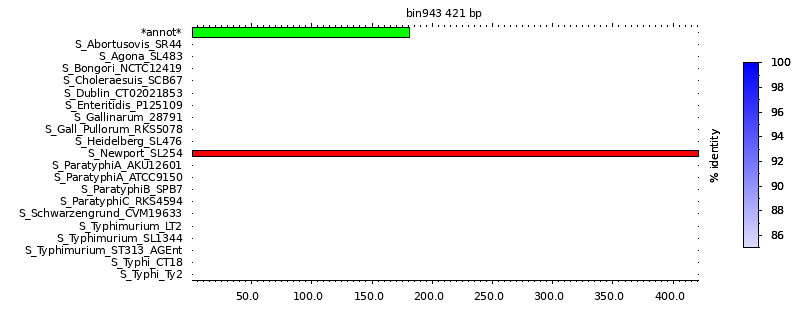 bin943 421 bp
*annot*
S_Abortusovis_SR44
S_Agona_SL483
S_Bongori_NCTC12419
S_Choleraesuis_SCB67
S_Dublin_CT02021853
S_Enteritidis_P125109
S_Gallinarum_28791
S_Gall_Pullorum_RKS5078
S_Heidelberg_SL476
S_Newport_SL254
S_ParatyphiA_AKU12601
S_ParatyphiA_ATCC9150
S_ParatyphiB_SPB7
S_ParatyphiC_RKS4594
S_Schwarzengrund_CVM19633
S_Typhimurium_LT2
S_Typhimurium_SL1344
S_Typhimurium_ST313_AGEnt
S_Typhi_CT18
S_Typhi_Ty2
50.0 100.0 150.0 200.0 250.0 300.0 350.0 400.0
% identity
100
98
96
94
92
90
88
86